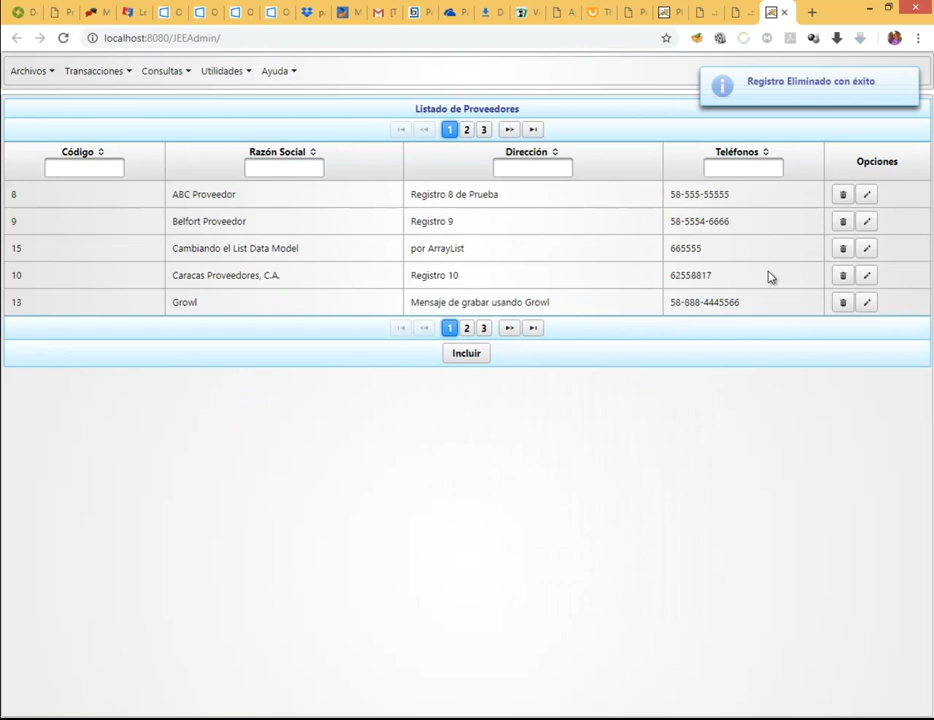 localhost:8080/JEEAdmin/
Archivos Transacciones Consultas Utilidades Ayuda
Registro Eliminado con éxito
Listado de Proveedores
1 2 3
Código Razón Social Dirección Teléfonos Opciones
8 ABC Proveedor Registro 8 de Prueba 58-555-55555
9 Belfort Proveedor Registro 9 58-5554-6666
15 Cambiando el List Data Model por ArrayList 665555
10 Caracas Proveedores, C.A. Registro 10 62558817
13 Growl Mensaje de grabar usando Growl 58-888-4445566
1 2 3
Incluir